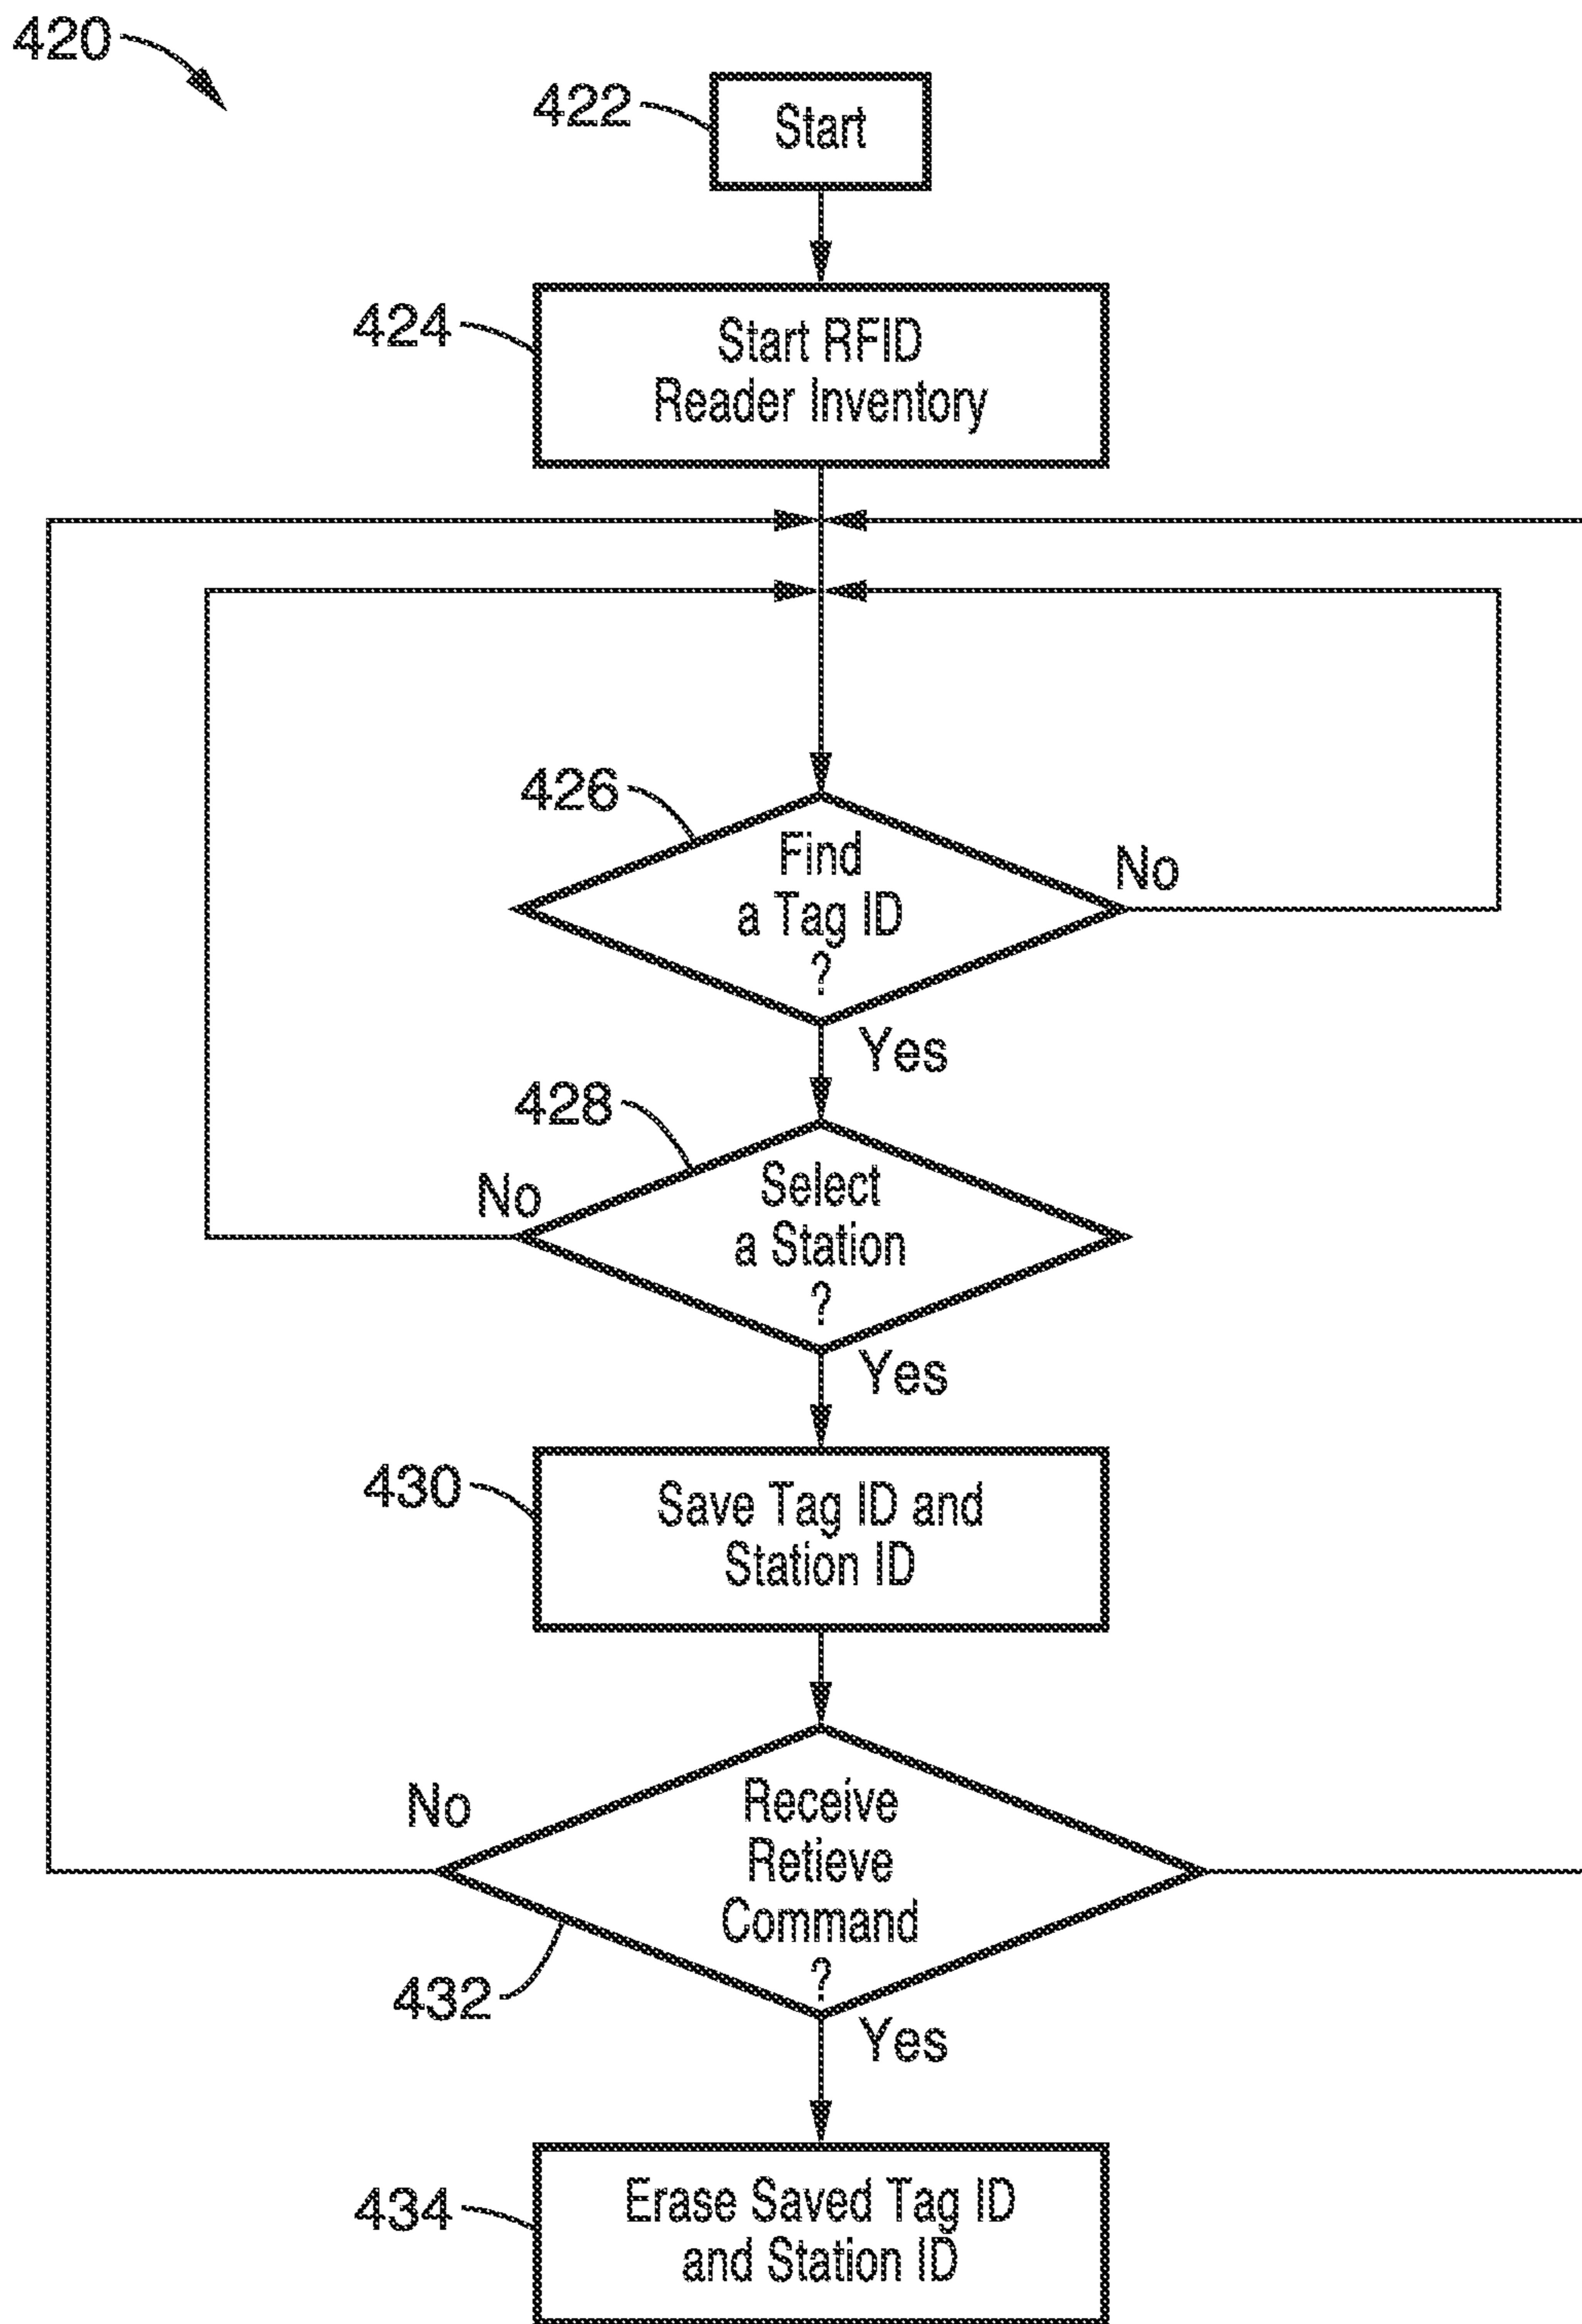 420
422
Start
424
Start RFID
Reader Inventory
426
Find
a Tag ID
?
No
Yes
428
No
Select
a Station
?
Yes
430
Save Tag ID and
Station ID
No
Receive
Retieve
Command
?
432
Yes
434
Erase Saved Tag ID
and Station ID